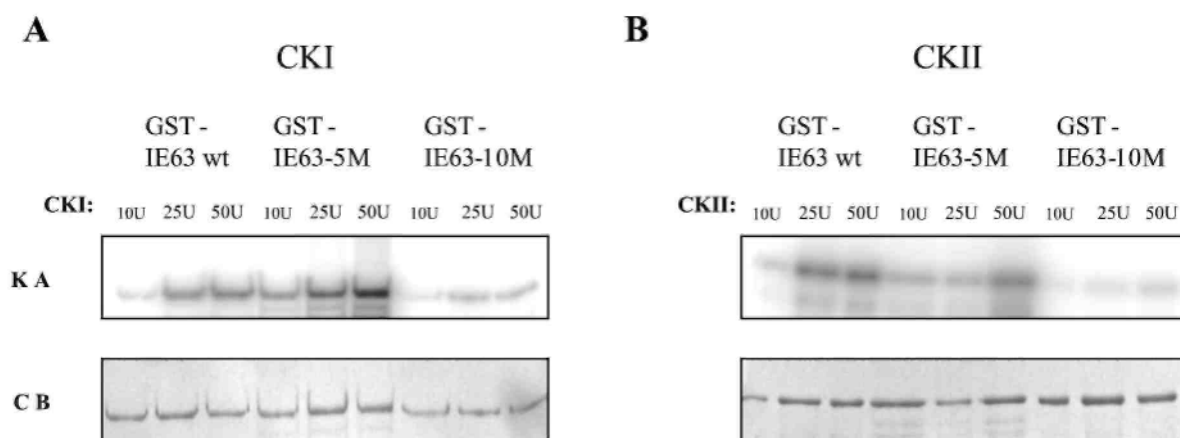 A
CKI
GST - GST - GST -
IE63 wt IE63-5M IE63-10M
CKI: 10U 25U 50U 10U 25U 50U 10U 25U 50U
K A
C B
B
CKII
GST - GST - GST -
IE63 wt IE63-5M IE63-10M
CKII: 10U 25U 50U 10U 25U 50U 10U 25U 50U